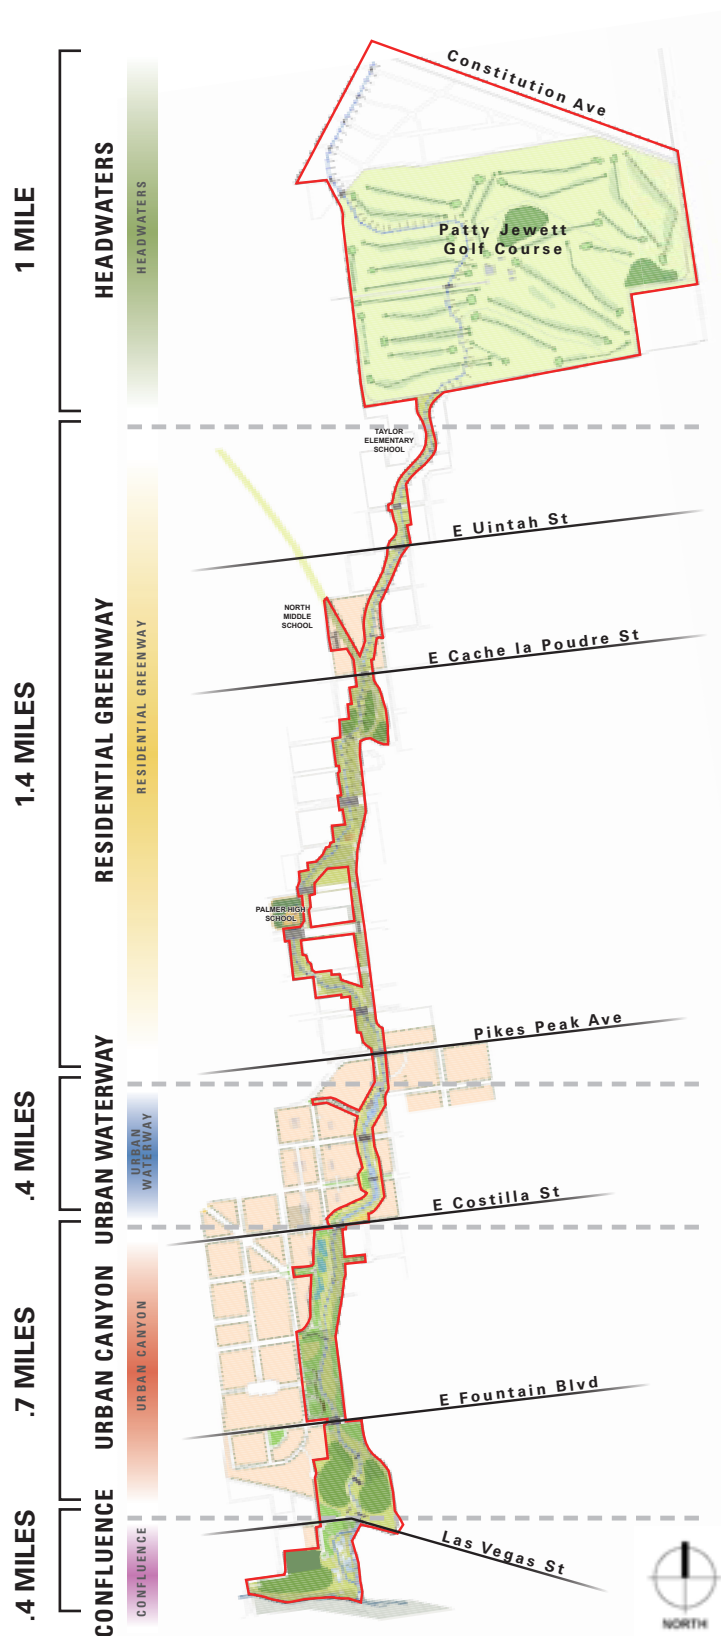 Constitution Ave
1 MILE
HEADWATERS
HEADWATERS
Patty Jewett
Golf Course
TAYLOR
ELEMENTARY
SCHOOL
E Uintah St
NORTH
MIDDLE
SCHOOL
E Cache la Poudre St
1.4 MILES
RESIDENTIAL GREENWAY
RESIDENTIAL GREENWAY
PALMER HIGH
SCHOOL
Pikes Peak Ave
.4 MILES
URBAN WATERWAY
URBAN
WATERWAY
E Costilla St
.7 MILES
URBAN CANYON
URBAN CANYON
E Fountain Blvd
.4 MILES
CONFLUENCE
CONFLUENCE
Las Vegas St
NORTH